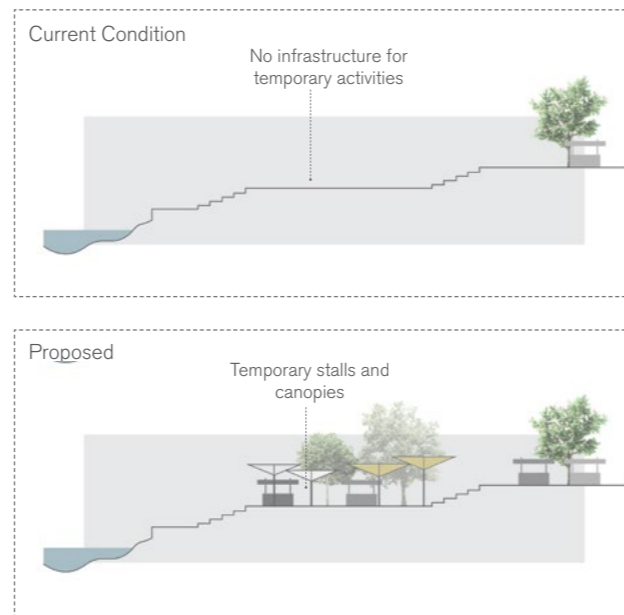 Current Condition
No infrastructure for
temporary activities
Proposed
Temporary stalls and
canopies